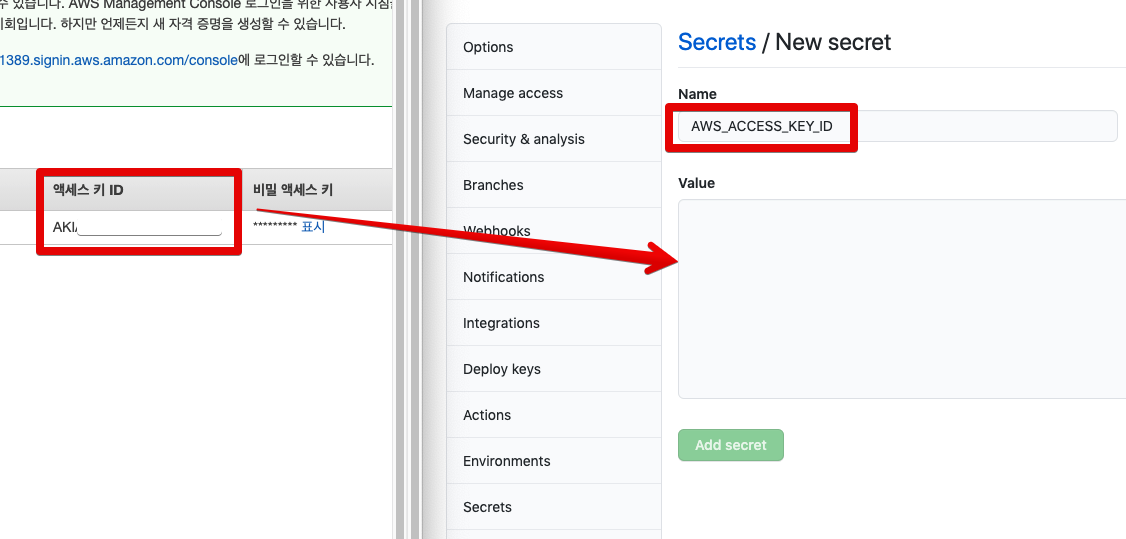 수 있습니다. AWS Management Console 로그인을 위한 사용자 지침
기회입니다. 하지만 언제든지 새 자격 증명을 생성할 수 있습니다.
1389.signin.aws.amazon.com/console에 로그인할 수 있습니다.
액세스 키 ID
비밀 액세스 키
AKI
********* 표시
Options
Manage access
Security & analysis
Branches
Webhooks
Notifications
Integrations
Deploy keys
Actions
Environments
Secrets
Secrets / New secret
Name
AWS_ACCESS_KEY_ID
Value
Add secret